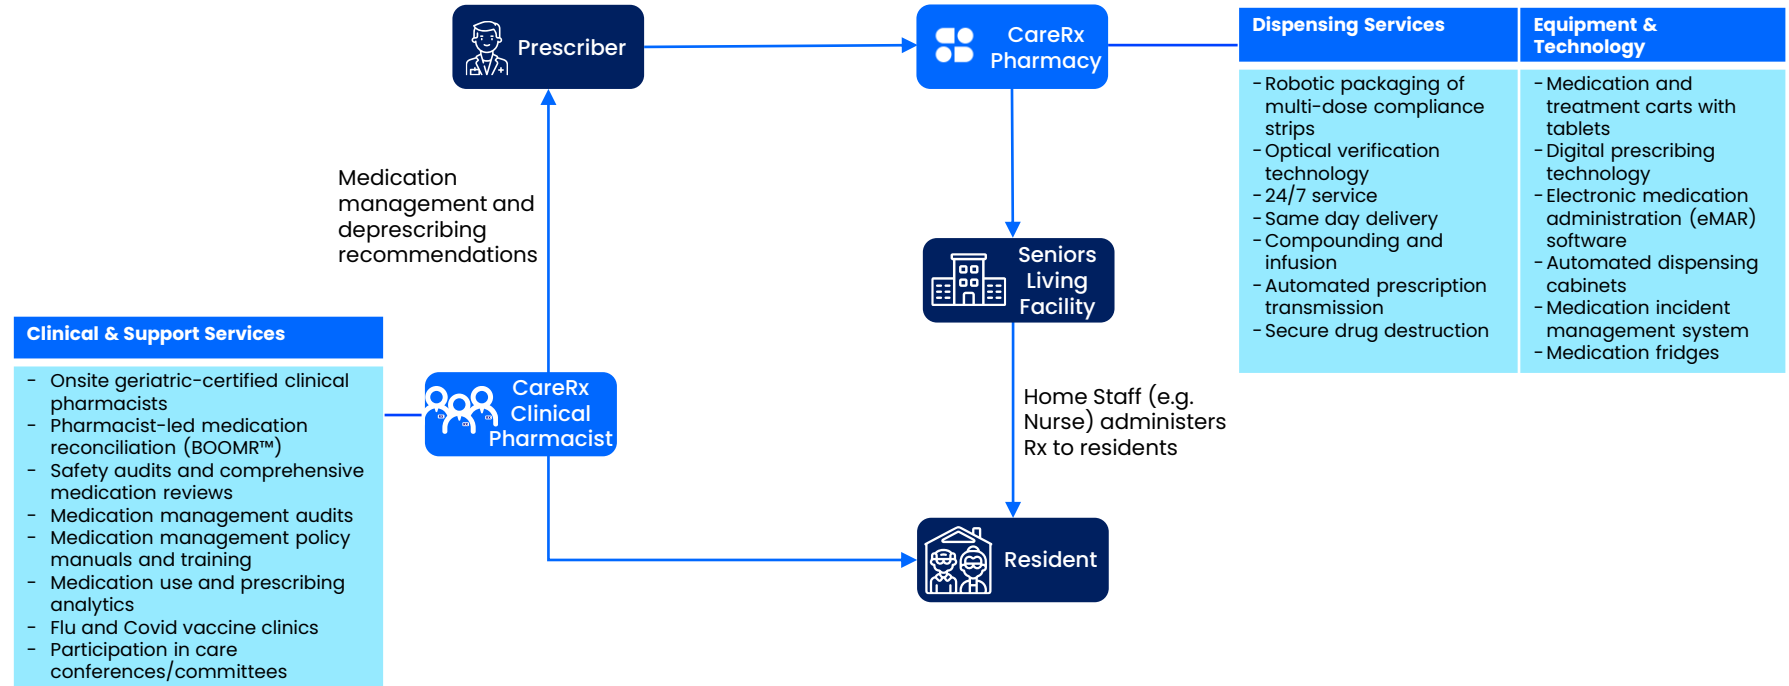 Prescriber
CareRx
Pharmacy
Dispensing Services
- Robotic packaging of
multi-dose compliance
strips
- Optical verification
technology
- 24/7 service
- Same day delivery
- Compounding and
infusion
- Automated prescription
transmission
- Secure drug destruction
Equipment &
Technology
- Medication and
treatment carts with
tablets
- Digital prescribing
technology
- Electronic medication
administration (eMAR)
software
- Automated dispensing
cabinets
- Medication incident
management system
- Medication fridges
Medication
management and
deprescribing
recommendations
Seniors
Living
Facility
Clinical & Support Services
- Onsite geriatric-certified clinical
pharmacists
- Pharmacist-led medication
reconciliation (BOOMR™)
- Safety audits and comprehensive
medication reviews
- Medication management audits
- Medication management policy
manuals and training
- Medication use and prescribing
analytics
- Flu and Covid vaccine clinics
- Participation in care
conferences/committees
CareRx
Clinical
Pharmacist
Home Staff (e.g.
Nurse) administers
Rx to residents
Resident